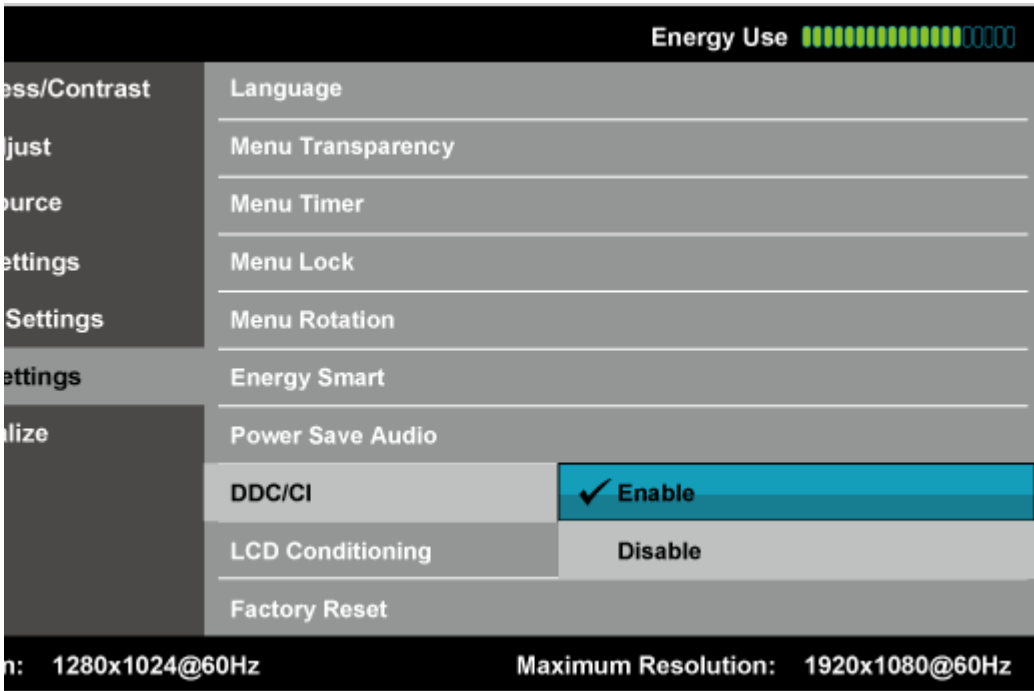 Energy Use
ess/Contrast Language
just Menu Transparency
ource Menu Timer
ettings Menu Lock
Settings Menu Rotation
ettings Energy Smart
lize Power Save Audio
DDC/CI ✓ Enable
LCD Conditioning Disable
Factory Reset
n: 1280x1024@60Hz Maximum Resolution: 1920x1080@60Hz